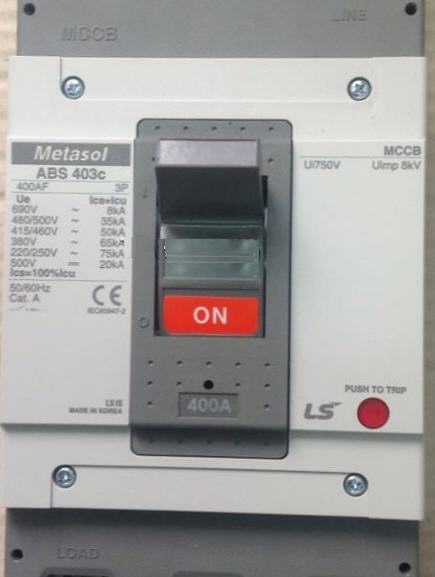 LINE
MCCB
Metasol
ABS 403c
400AF 3P
Ue Ics=Icu
690V ~ 8kA
480/500V ~ 35kA
415/460V ~ 50kA
380V ~ 65kA
220/250V ~ 75kA
500V ⎓ 20kA
Ics=100%Icu
50/60Hz
Cat. A
CE
IEC60947-2
LSIS
MADE IN KOREA
MCCB
Ui750V Uimp 8kV
I
ON
O
400A
PUSH TO TRIP
LS
LOAD